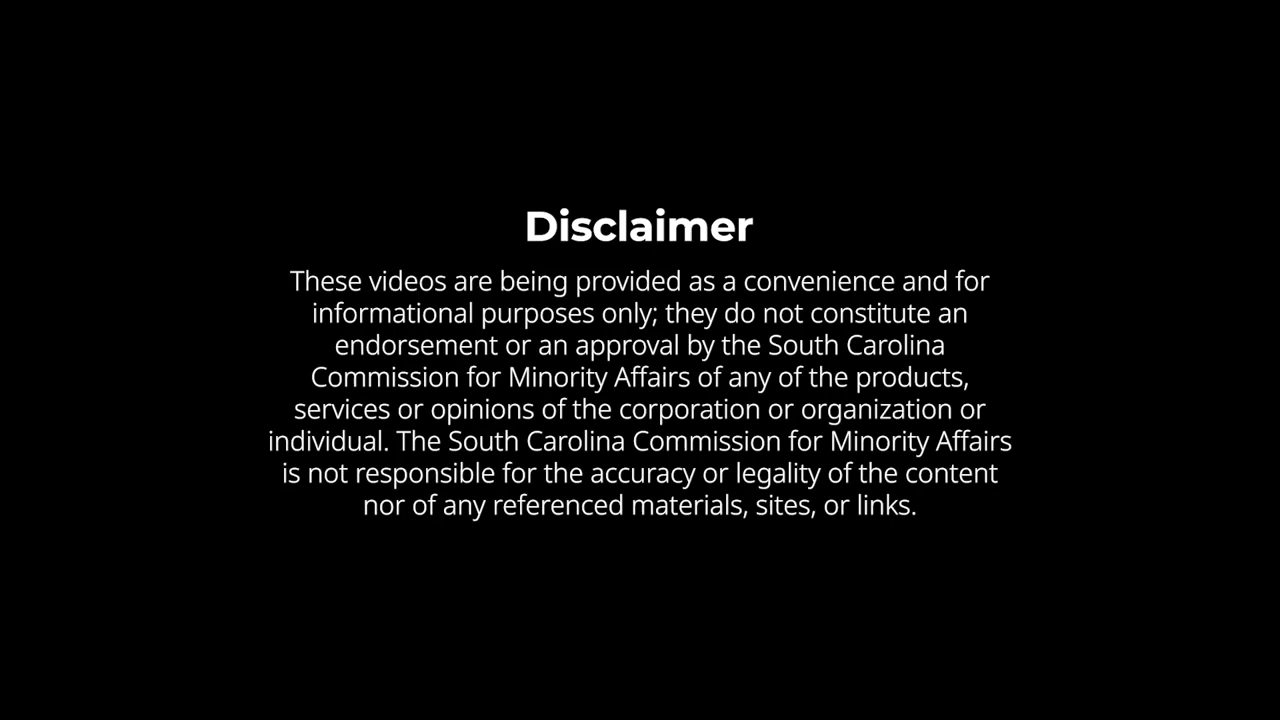 Disclaimer
These videos are being provided as a convenience and for
informational purposes only; they do not constitute an
endorsement or an approval by the South Carolina
Commission for Minority Affairs of any of the products,
services or opinions of the corporation or organization or
individual. The South Carolina Commission for Minority Affairs
is not responsible for the accuracy or legality of the content
nor of any referenced materials, sites, or links.